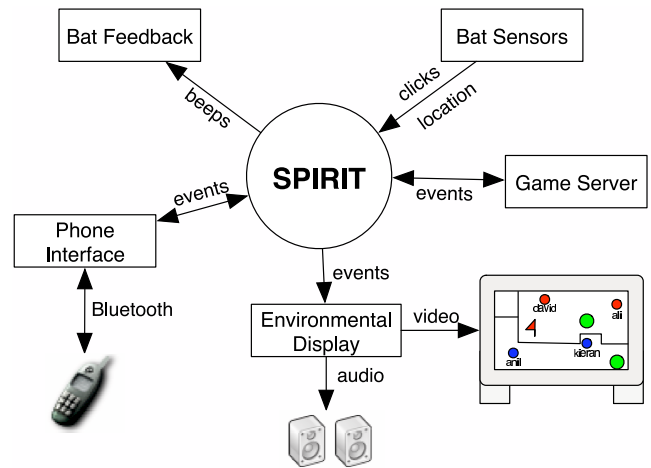 Bat Feedback
Bat Sensors
beeps
clicks
location
SPIRIT
events
events
Game Server
Phone
Interface
events
Bluetooth
Environmental
Display
video
audio
david
ali
anil
kieran